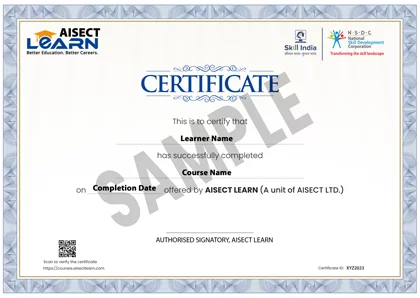 AISECT
LEARN
Better Education. Better Careers.
Skill India
कौशल भारत - कुशल भारत
N · S · D · C
National
Skill Development
Corporation
Transforming the skill landscape
CERTIFICATE
This is to certify that
Learner Name
has successfully completed
Course Name
on Completion Date offered by AISECT LEARN (A unit of AISECT LTD.)
SAMPLE
AUTHORISED SIGNATORY, AISECT LEARN
Scan to verify the certificate
https://courses.aisectlearn.com
Certificate ID : XYZ2023